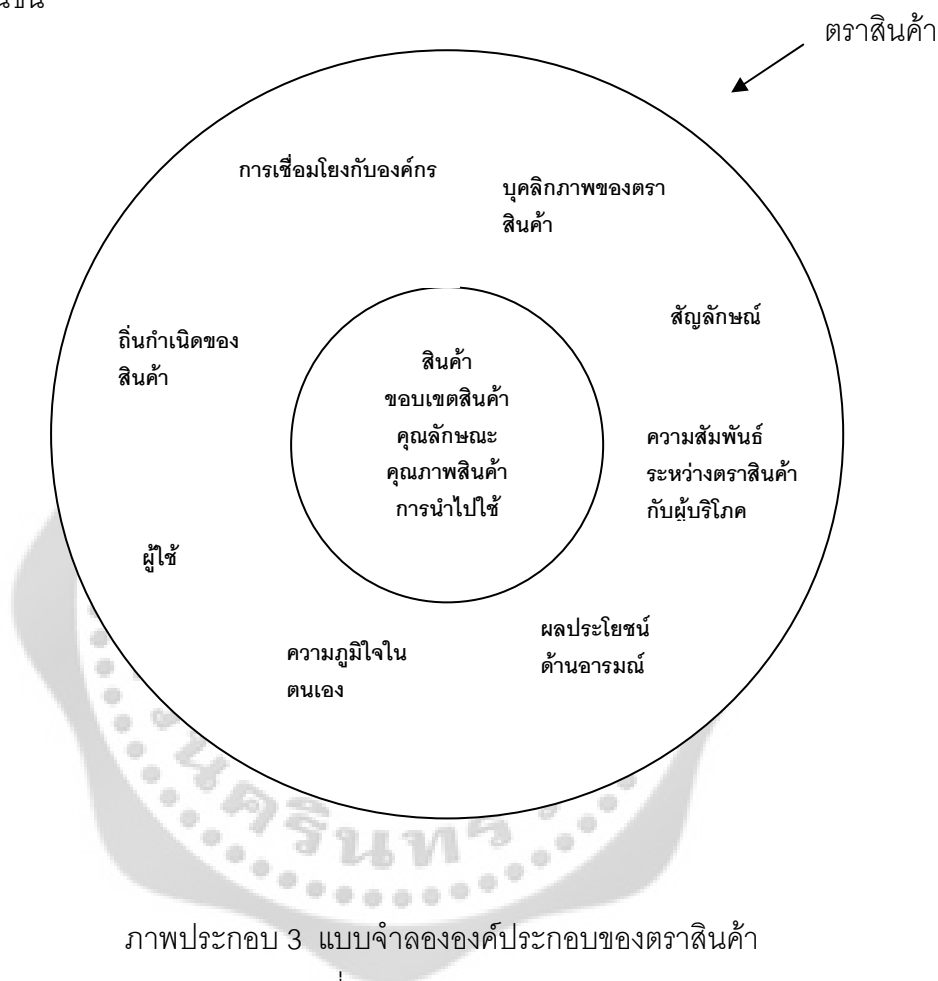 ตราสินค้า
การเชื่อมโยงกับองค์กร
บุคลิกภาพของตรา
สินค้า
สัญลักษณ์
ถิ่นกำเนิดของ
สินค้า
สินค้า
ขอบเขตสินค้า
คุณลักษณะ
คุณภาพสินค้า
การนำไปใช้
ความสัมพันธ์
ระหว่างตราสินค้า
กับผู้บริโภค
ผู้ใช้
ผลประโยชน์
ด้านอารมณ์
ความภูมิใจใน
ตนเอง
ภาพประกอบ 3 แบบจำลององค์ประกอบของตราสินค้า